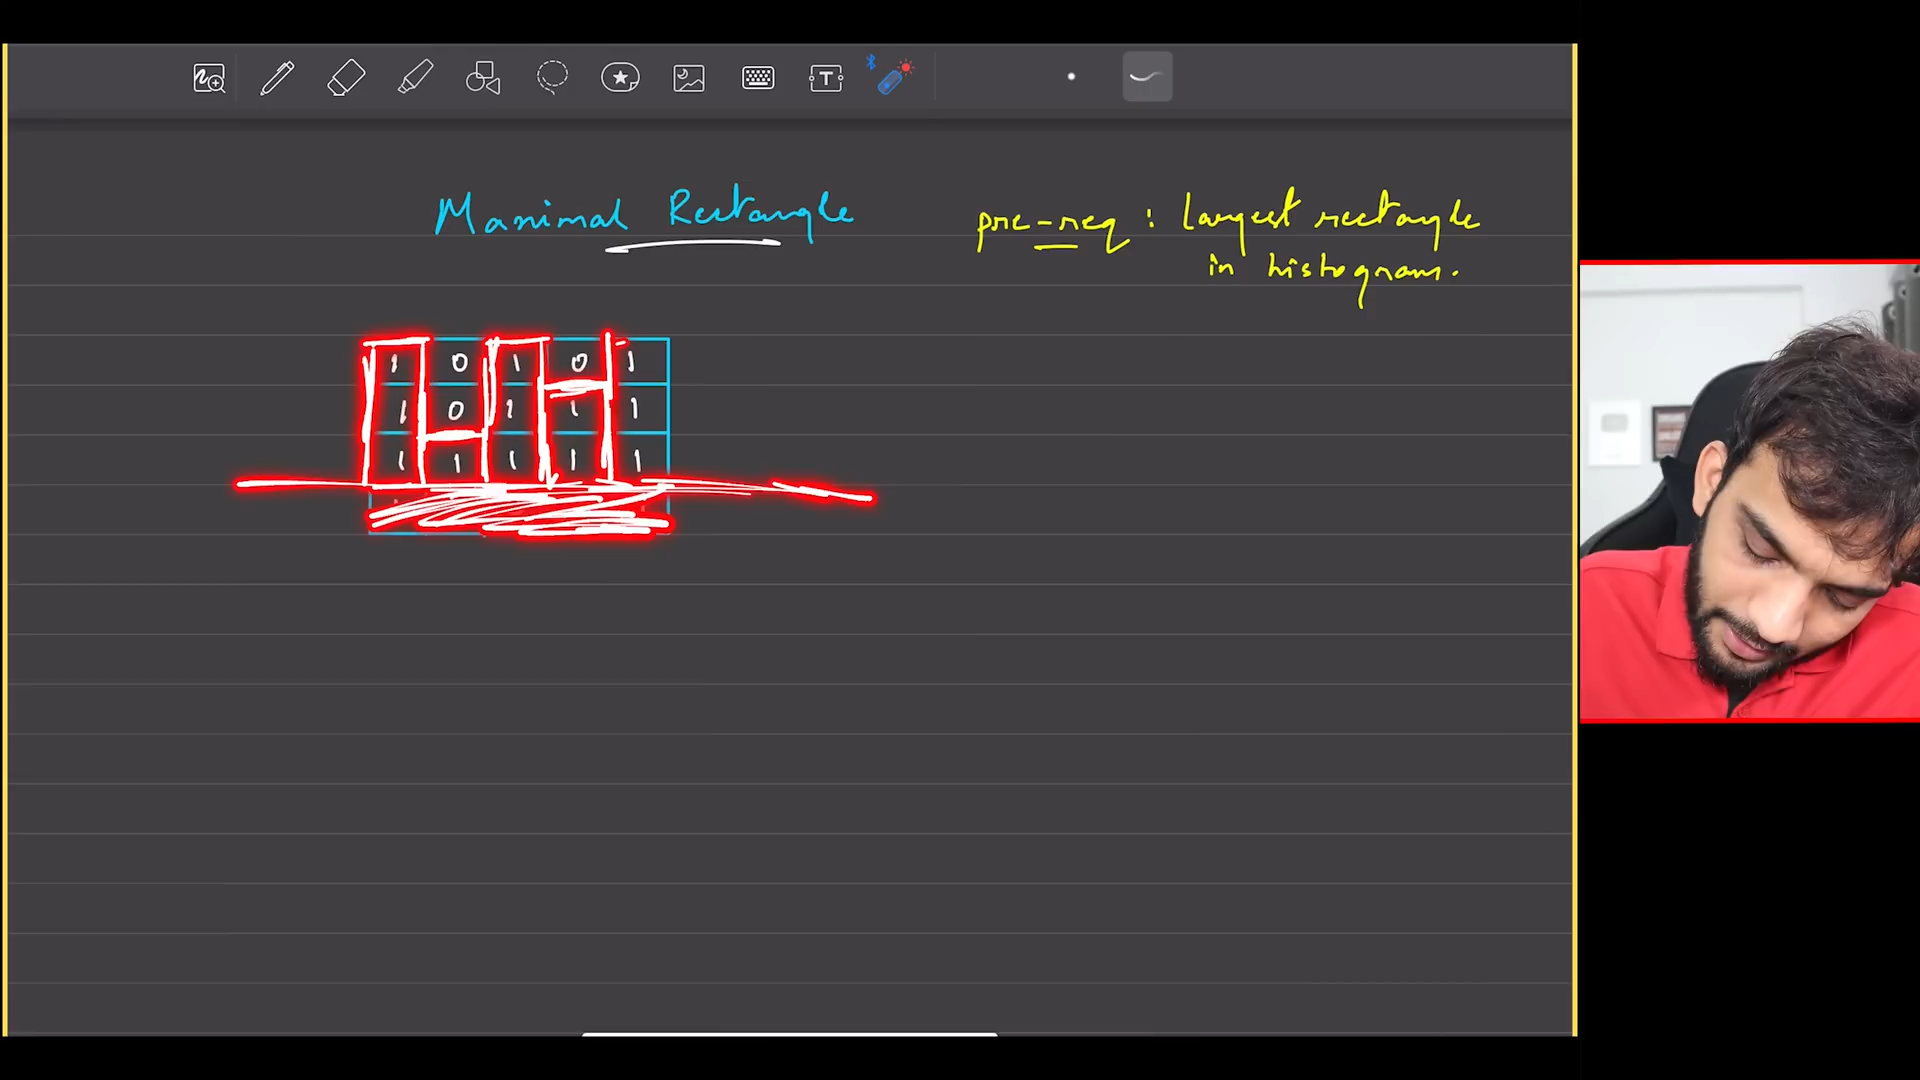 Maximal Rectangle
pre-req : largest rectangle
in histogram.
1 0 1 0 1
1 0 1 1 1
1 1 1 1 1